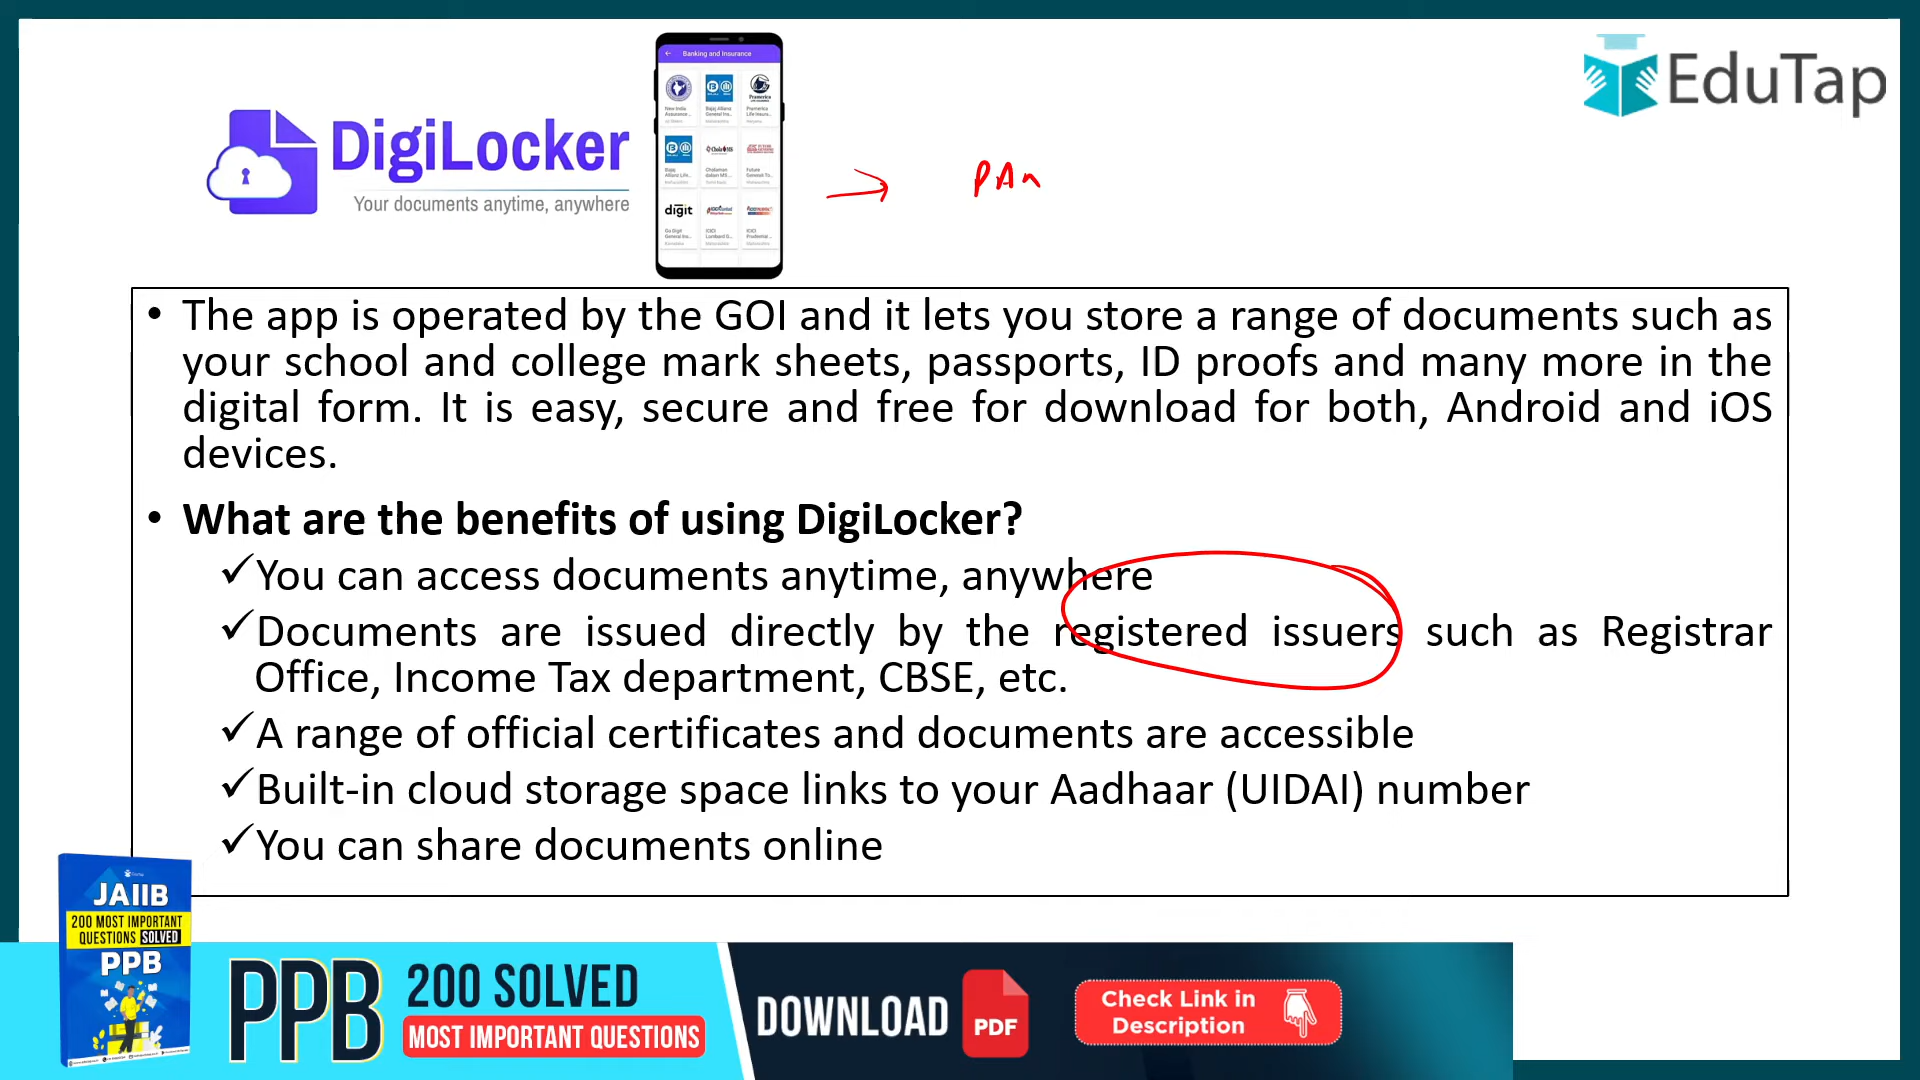 Banking and Insurance
EduTap
DigiLocker
Your documents anytime, anywhere
PAn
digit
• The app is operated by the GOI and it lets you store a range of documents such as
your school and college mark sheets, passports, ID proofs and many more in the
digital form. It is easy, secure and free for download for both, Android and iOS
devices.
• What are the benefits of using DigiLocker?
✓You can access documents anytime, anywhere
✓Documents are issued directly by the registered issuers such as Registrar
Office, Income Tax department, CBSE, etc.
✓A range of official certificates and documents are accessible
✓Built-in cloud storage space links to your Aadhaar (UIDAI) number
✓You can share documents online
JAIIB
200 MOST IMPORTANT
QUESTIONS SOLVED
PPB
PPB
200 SOLVED
MOST IMPORTANT QUESTIONS
DOWNLOAD
PDF
Check Link in
Description